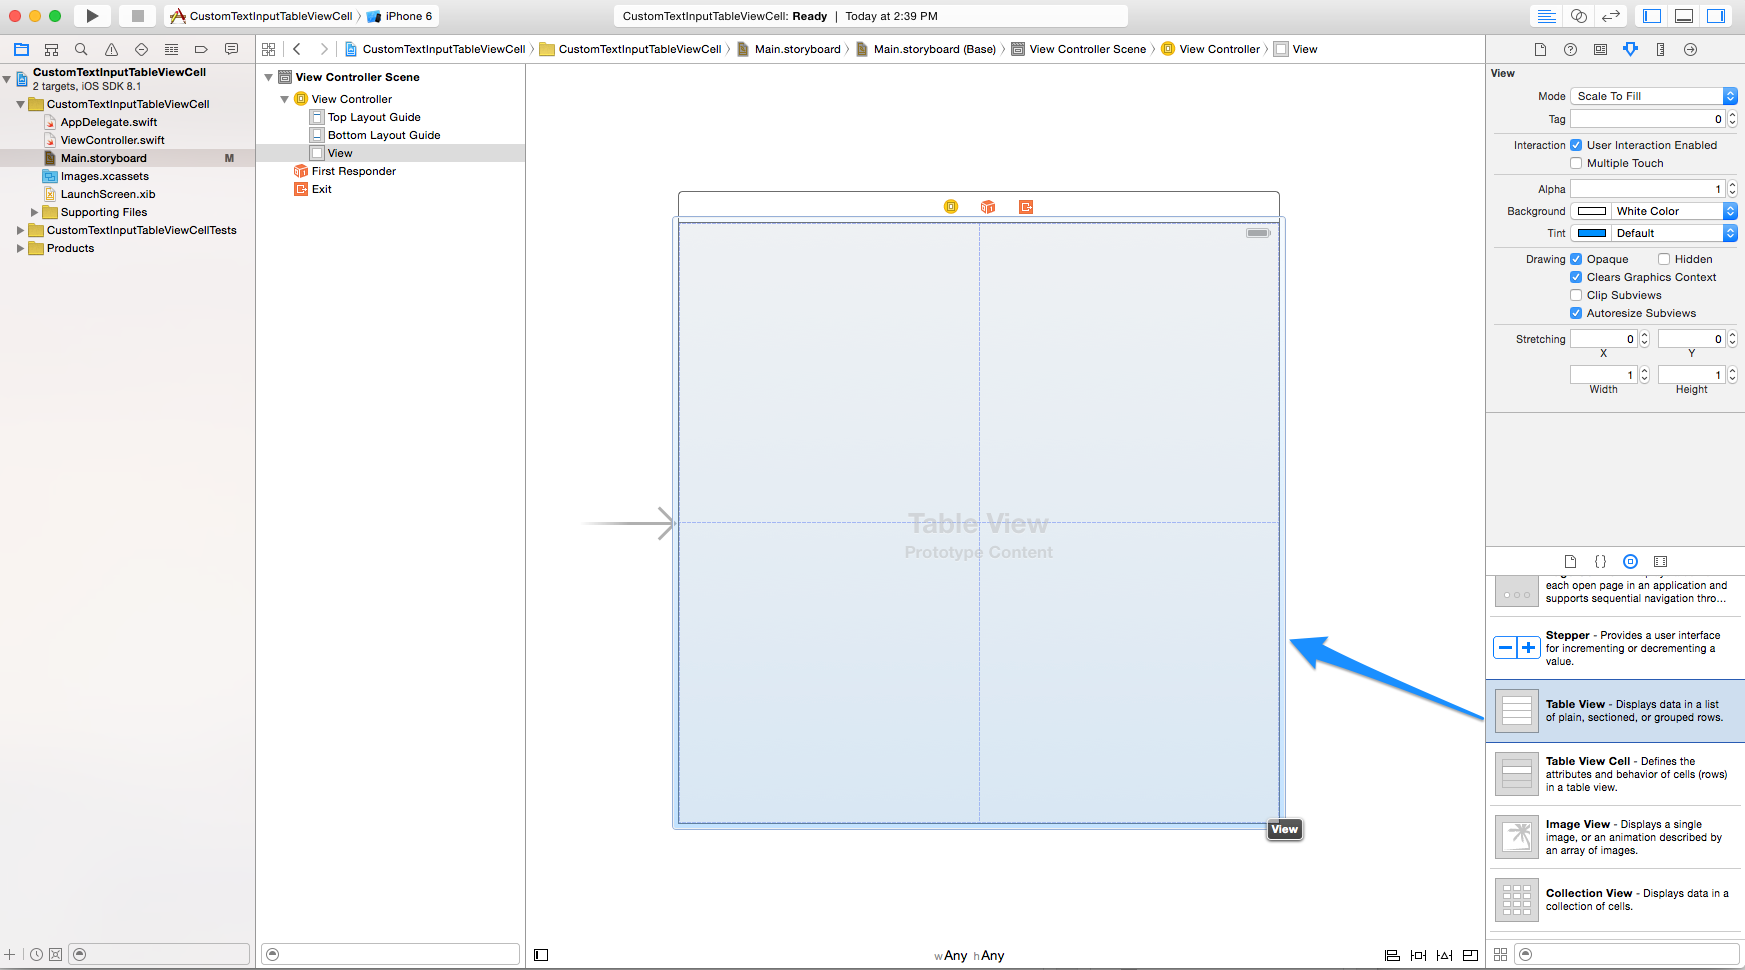 CustomTextInputTableViewCell
iPhone 6
CustomTextInputTableViewCell: Ready | Today at 2:39 PM
CustomTextInputTableViewCell
CustomTextInputTableViewCell
Main.storyboard
Main.storyboard (Base)
View Controller Scene
View Controller
View
CustomTextInputTableViewCell
2 targets, iOS SDK 8.1
CustomTextInputTableViewCell
AppDelegate.swift
ViewController.swift
Main.storyboard M
Images.xcassets
LaunchScreen.xib
Supporting Files
CustomTextInputTableViewCellTests
Products
View Controller Scene
View Controller
Top Layout Guide
Bottom Layout Guide
View
First Responder
Exit
Table View
Prototype Content
View
wAny hAny
View
Mode Scale To Fill
Tag 0
Interaction User Interaction Enabled
Multiple Touch
Alpha 1
Background White Color
Tint Default
Drawing Opaque Hidden
Clears Graphics Context
Clip Subviews
Autoresize Subviews
Stretching 0 0
X Y
1 1
Width Height
each open page in an application and
supports sequential navigation thro...
Stepper - Provides a user interface
for incrementing or decrementing a
value.
Table View - Displays data in a list
of plain, sectioned, or grouped rows.
Table View Cell - Defines the
attributes and behavior of cells (rows)
in a table view.
Image View - Displays a single
image, or an animation described by
an array of images.
Collection View - Displays data in a
collection of cells.